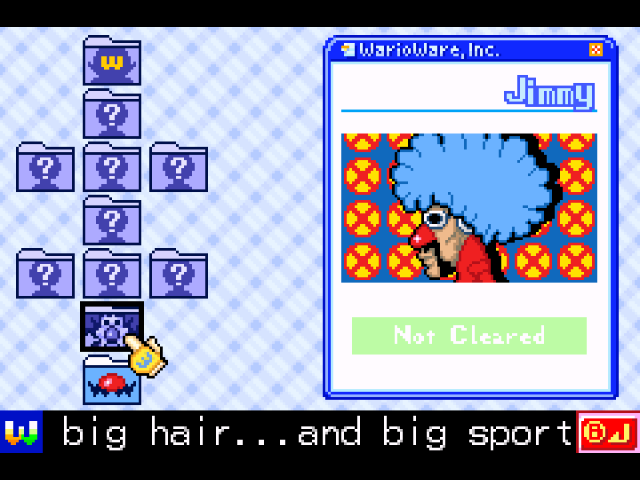 W
WarioWare, Inc.
Jimmy
?
? ? ?
?
? ? ?
Not Cleared
W
W big hair...and big sport